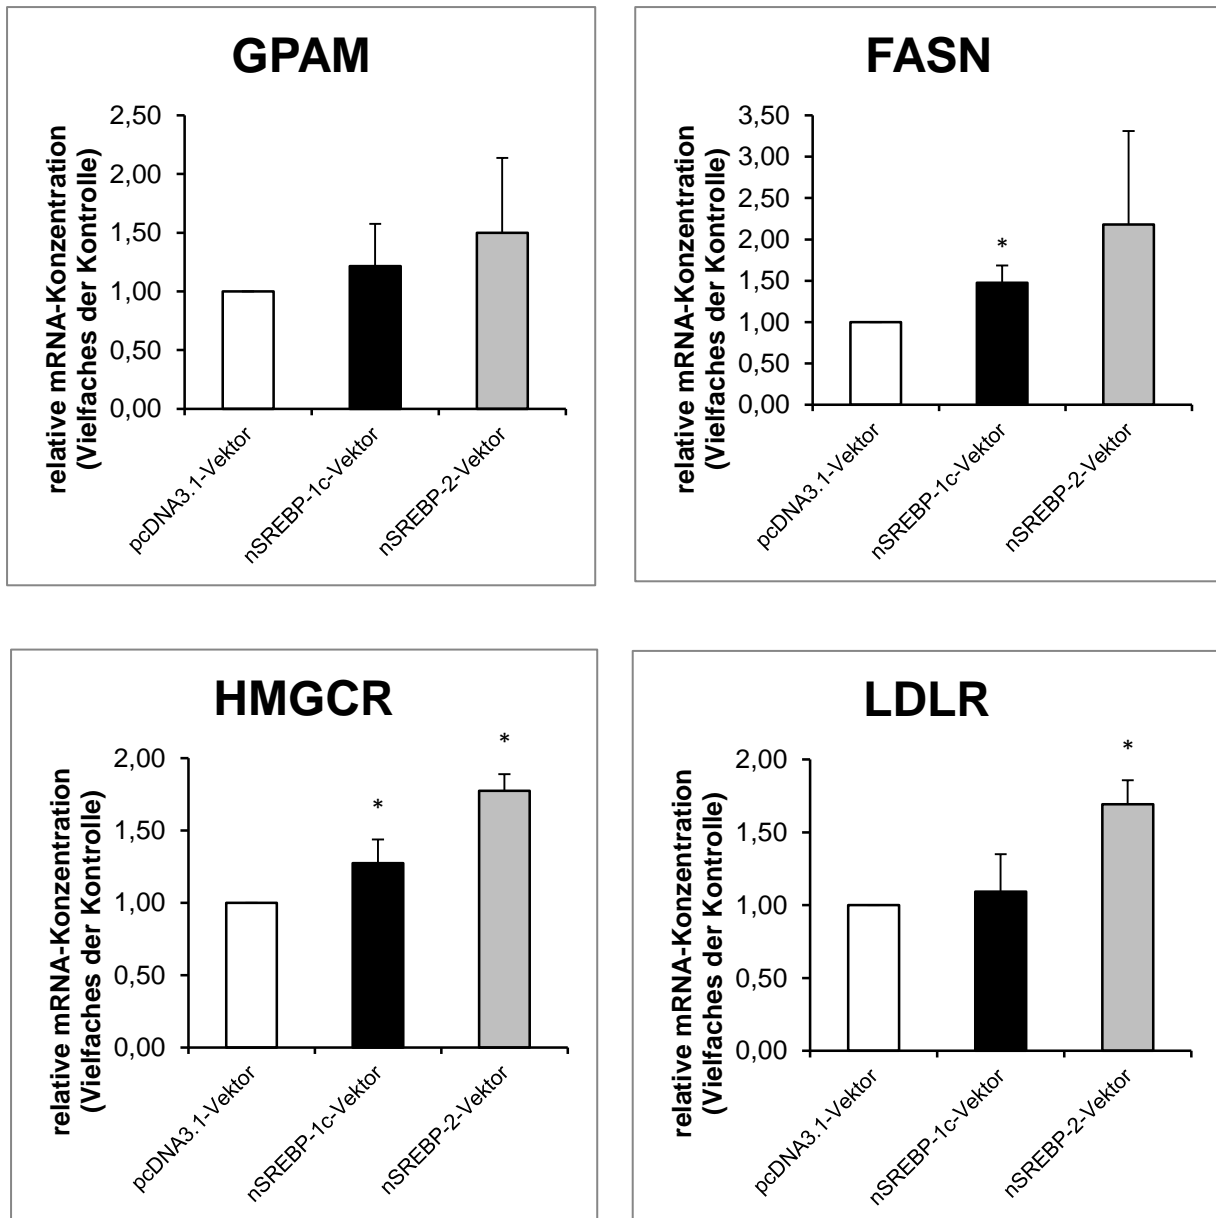 GPAM
relative mRNA-Konzentration
(Vielfaches der Kontrolle)
2,50
2,00
1,50
1,00
0,50
0,00
pcDNA3.1-Vektor
nSREBP-1c-Vektor
nSREBP-2-Vektor
FASN
relative mRNA-Konzentration
(Vielfaches der Kontrolle)
3,50
3,00
2,50
2,00
1,50
1,00
0,50
0,00
*
pcDNA3.1-Vektor
nSREBP-1c-Vektor
nSREBP-2-Vektor
HMGCR
relative mRNA-Konzentration
(Vielfaches der Kontrolle)
2,00
1,50
1,00
0,50
0,00
*
*
pcDNA3.1-Vektor
nSREBP-1c-Vektor
nSREBP-2-Vektor
LDLR
relative mRNA-Konzentration
(Vielfaches der Kontrolle)
2,00
1,50
1,00
0,50
0,00
*
pcDNA3.1-Vektor
nSREBP-1c-Vektor
nSREBP-2-Vektor